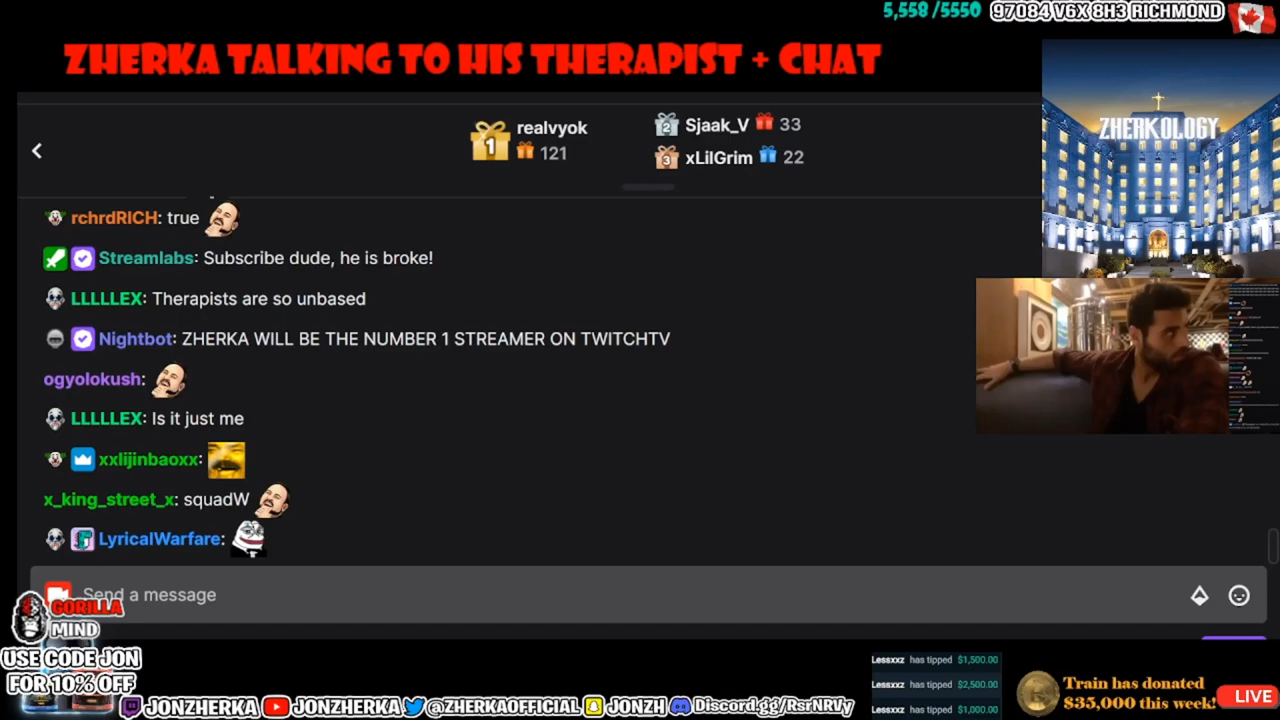 5,558 /5550
97084 V6X 8H3 RICHMOND
ZHERKA TALKING TO HIS THERAPIST + CHAT
1
realvyok
121
2 Sjaak_V 33
3 xLilGrim 22
ZHERKOLOGY
rchrdRICH: true
Streamlabs: Subscribe dude, he is broke!
LLLLLEX: Therapists are so unbased
Nightbot: ZHERKA WILL BE THE NUMBER 1 STREAMER ON TWITCHTV
ogyolokush:
LLLLLEX: Is it just me
xxlijinbaoxx:
x_king_street_x: squadW
LyricalWarfare:
Send a message
GORILLA
MIND
USE CODE JON
FOR 10% OFF
JONZHERKA JONZHERKA @ZHERKAOFFICIAL JONZH Discord.gg/RsrNRVy
Lessxxz has tipped $1,500.00
Lessxxz has tipped $2,500.00
Lessxxz has tipped $1,000.00
Train has donated
$35,000 this week!
LIVE